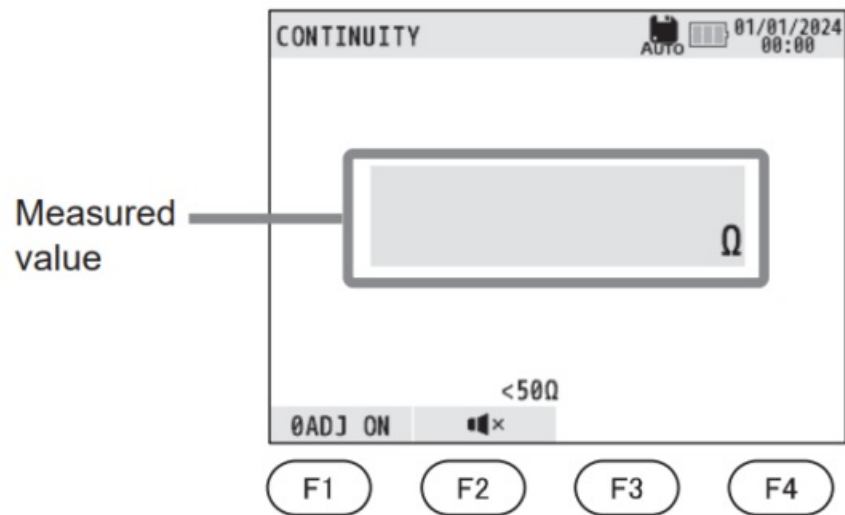 CONTINUITY
AUTO
01/01/2024
00:00
Measured
value
Ω
<50Ω
0ADJ ON
×
F1
F2
F3
F4